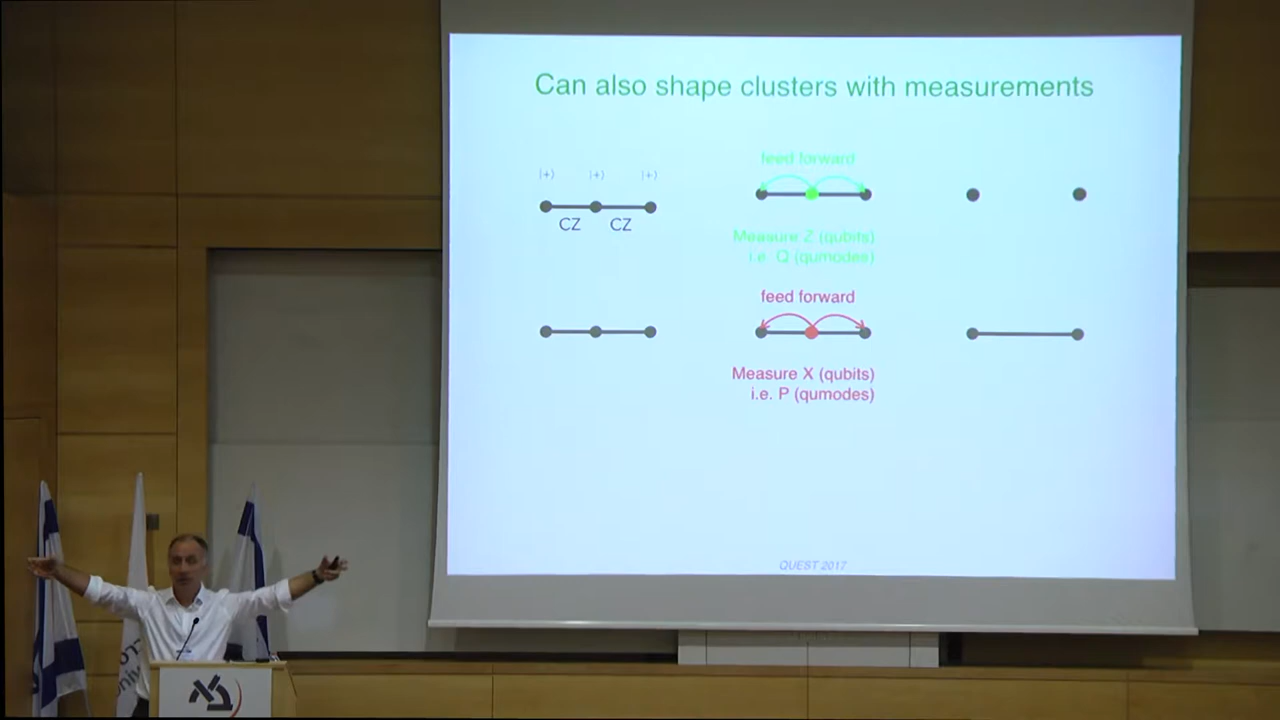 Can also shape clusters with measurements
|+⟩ |+⟩ |+⟩
CZ CZ
feed forward
Measure Z (qubits)
i.e. Q (qumodes)
feed forward
Measure X (qubits)
i.e. P (qumodes)
QUEST 2017